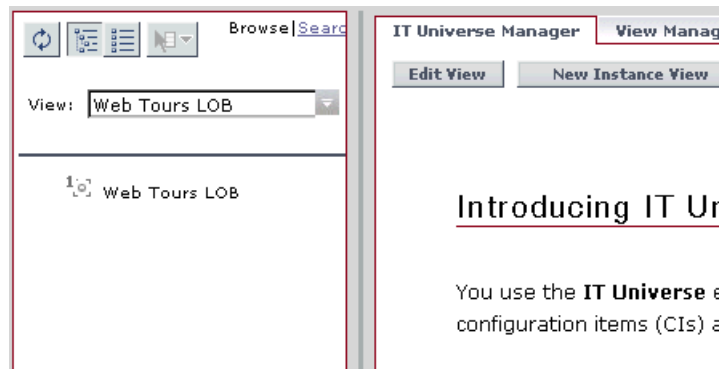 Browse|Searc
View: Web Tours LOB
1 Web Tours LOB
IT Universe Manager View Manag
Edit View New Instance View
Introducing IT Ur
You use the IT Universe e
configuration items (CIs) a